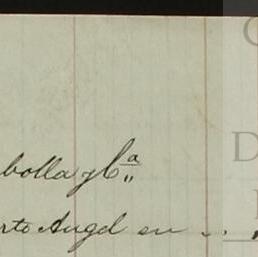 bolla y Cª
rto Angel en
D